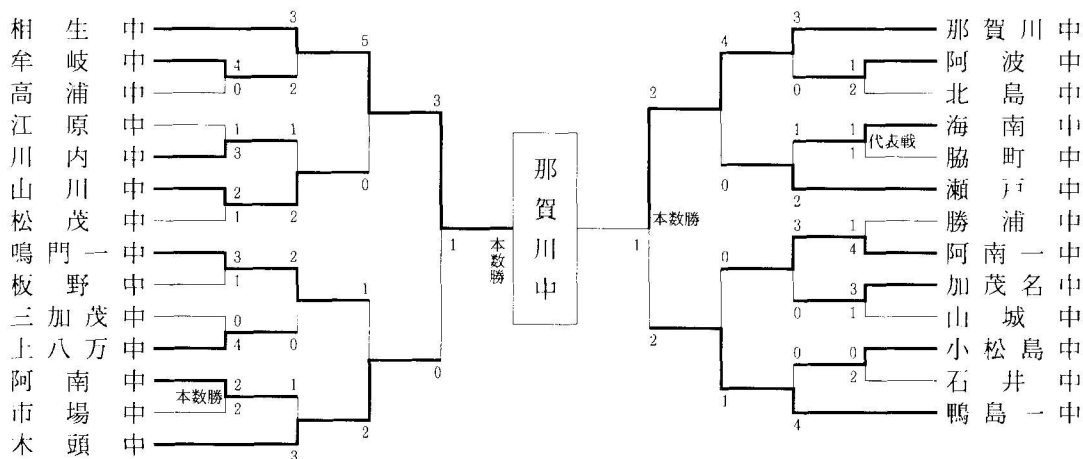 相生中
牟岐中
高浦中
江原中
川内中
山川中
松茂中
鳴門一中
板野中
三加茂中
上八万中
阿南中
市場中
木頭中
3
4
0
2
5
1
3
1
2
1
2
0
3
3
1
2
0
4
0
1
本数勝
2
2
1
3
2
0
1
本数勝
那賀川中
2
本数勝
1
2
4
0
3
0
1
2
1
1
代表戦
1
2
0
1
3
0
1
4
3
1
0
4
0
2
那賀川中
阿波中
北島中
海南中
脇町中
瀬戸中
勝浦中
阿南一中
加茂名中
山城中
小松島中
石井中
鴨島一中